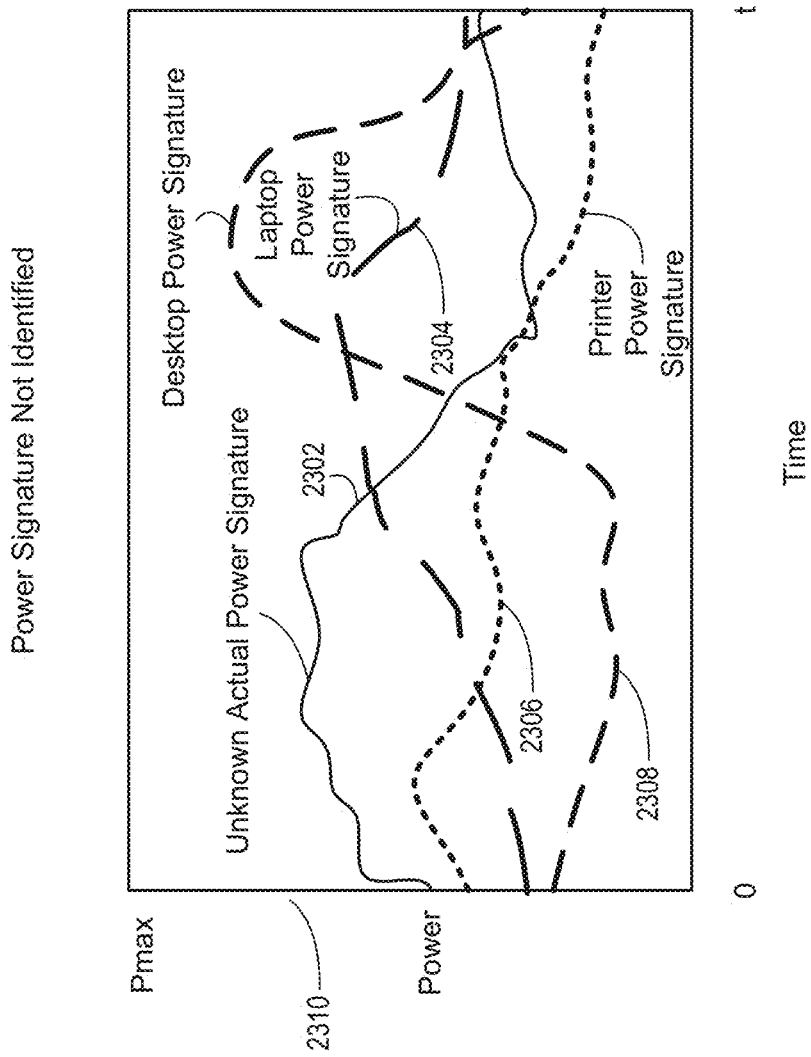 Power Signature Not Identified
2310
Pmax
Power
Unknown Actual Power Signature
2302
Desktop Power Signature
Laptop
Power
Signature
2304
2306
2308
Printer
Power
Signature
0
Time
t